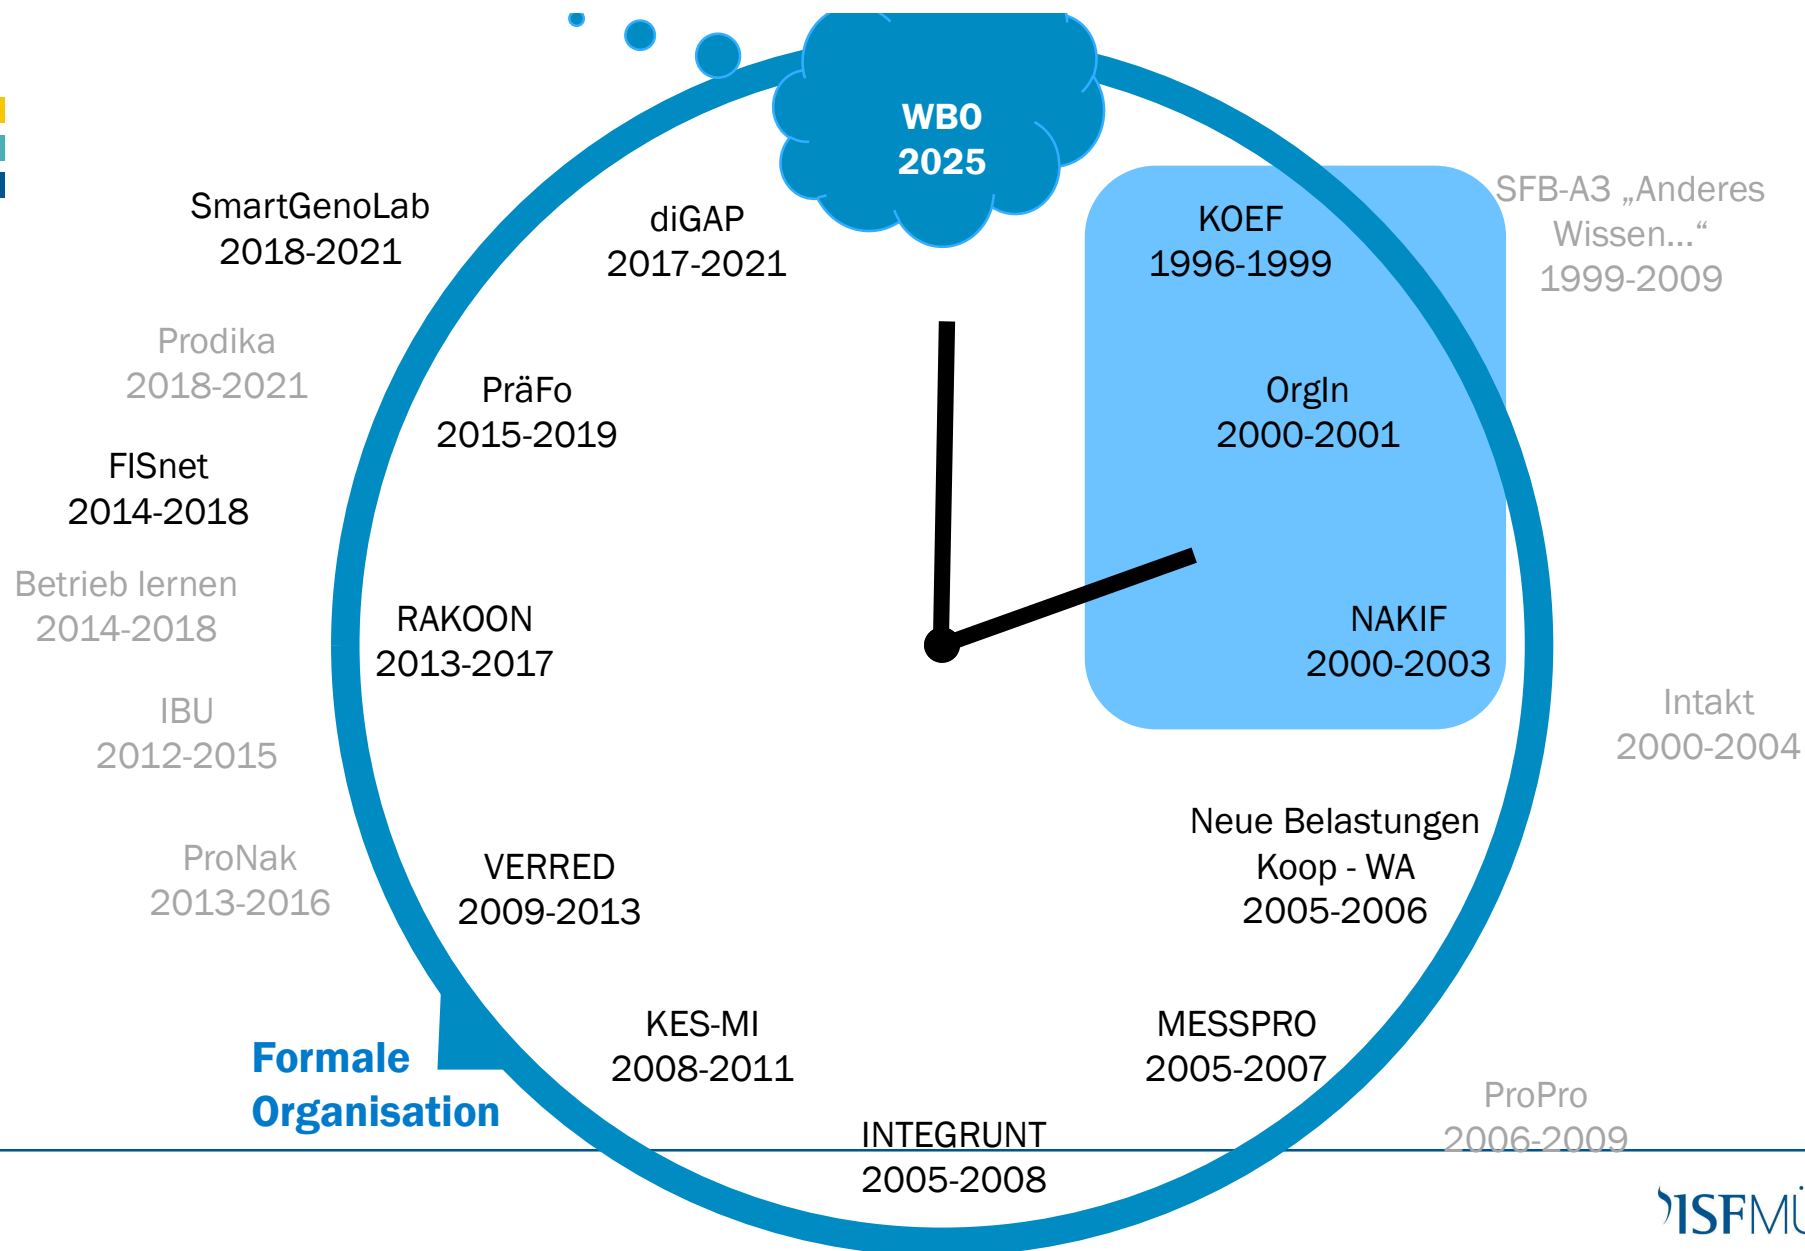 WBO
2025
SmartGenoLab
2018-2021
diGAP
2017-2021
KOEF
1996-1999
SFB-A3 „Anderes
Wissen...“
1999-2009
Prodika
2018-2021
PräFo
2015-2019
OrgIn
2000-2001
FISnet
2014-2018
Betrieb lernen
2014-2018
RAKOON
2013-2017
NAKIF
2000-2003
IBU
2012-2015
Intakt
2000-2004
Neue Belastungen
Koop - WA
2005-2006
ProNak
2013-2016
VERRED
2009-2013
KES-MI
2008-2011
MESSPRO
2005-2007
Formale
Organisation
ProPro
2006-2009
INTEGRUNT
2005-2008
ISFMÜ